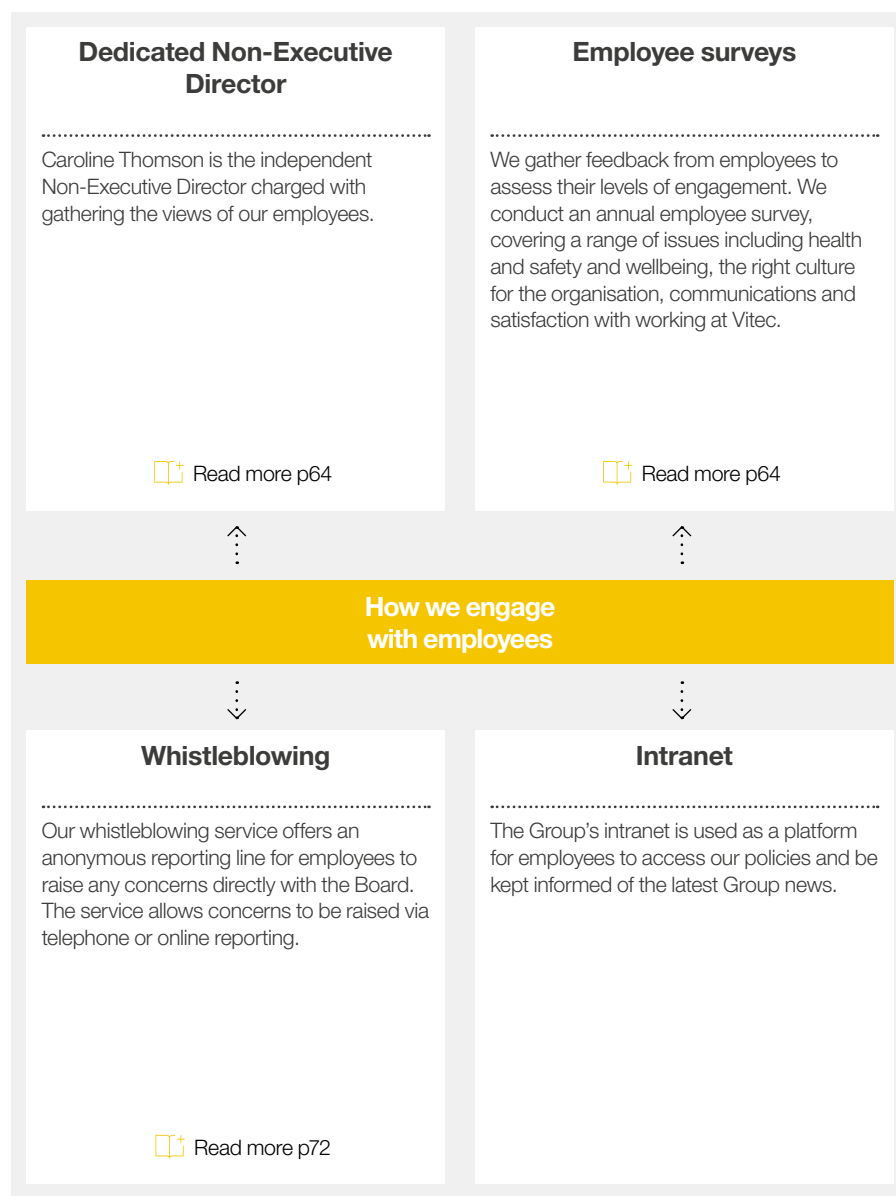 Dedicated Non-Executive
Director
Caroline Thomson is the independent
Non-Executive Director charged with
gathering the views of our employees.
Read more p64
Employee surveys
We gather feedback from employees to
assess their levels of engagement. We
conduct an annual employee survey,
covering a range of issues including health
and safety and wellbeing, the right culture
for the organisation, communications and
satisfaction with working at Vitec.
Read more p64
How we engage
with employees
Whistleblowing
Our whistleblowing service offers an
anonymous reporting line for employees to
raise any concerns directly with the Board.
The service allows concerns to be raised via
telephone or online reporting.
Read more p72
Intranet
The Group’s intranet is used as a platform
for employees to access our policies and be
kept informed of the latest Group news.